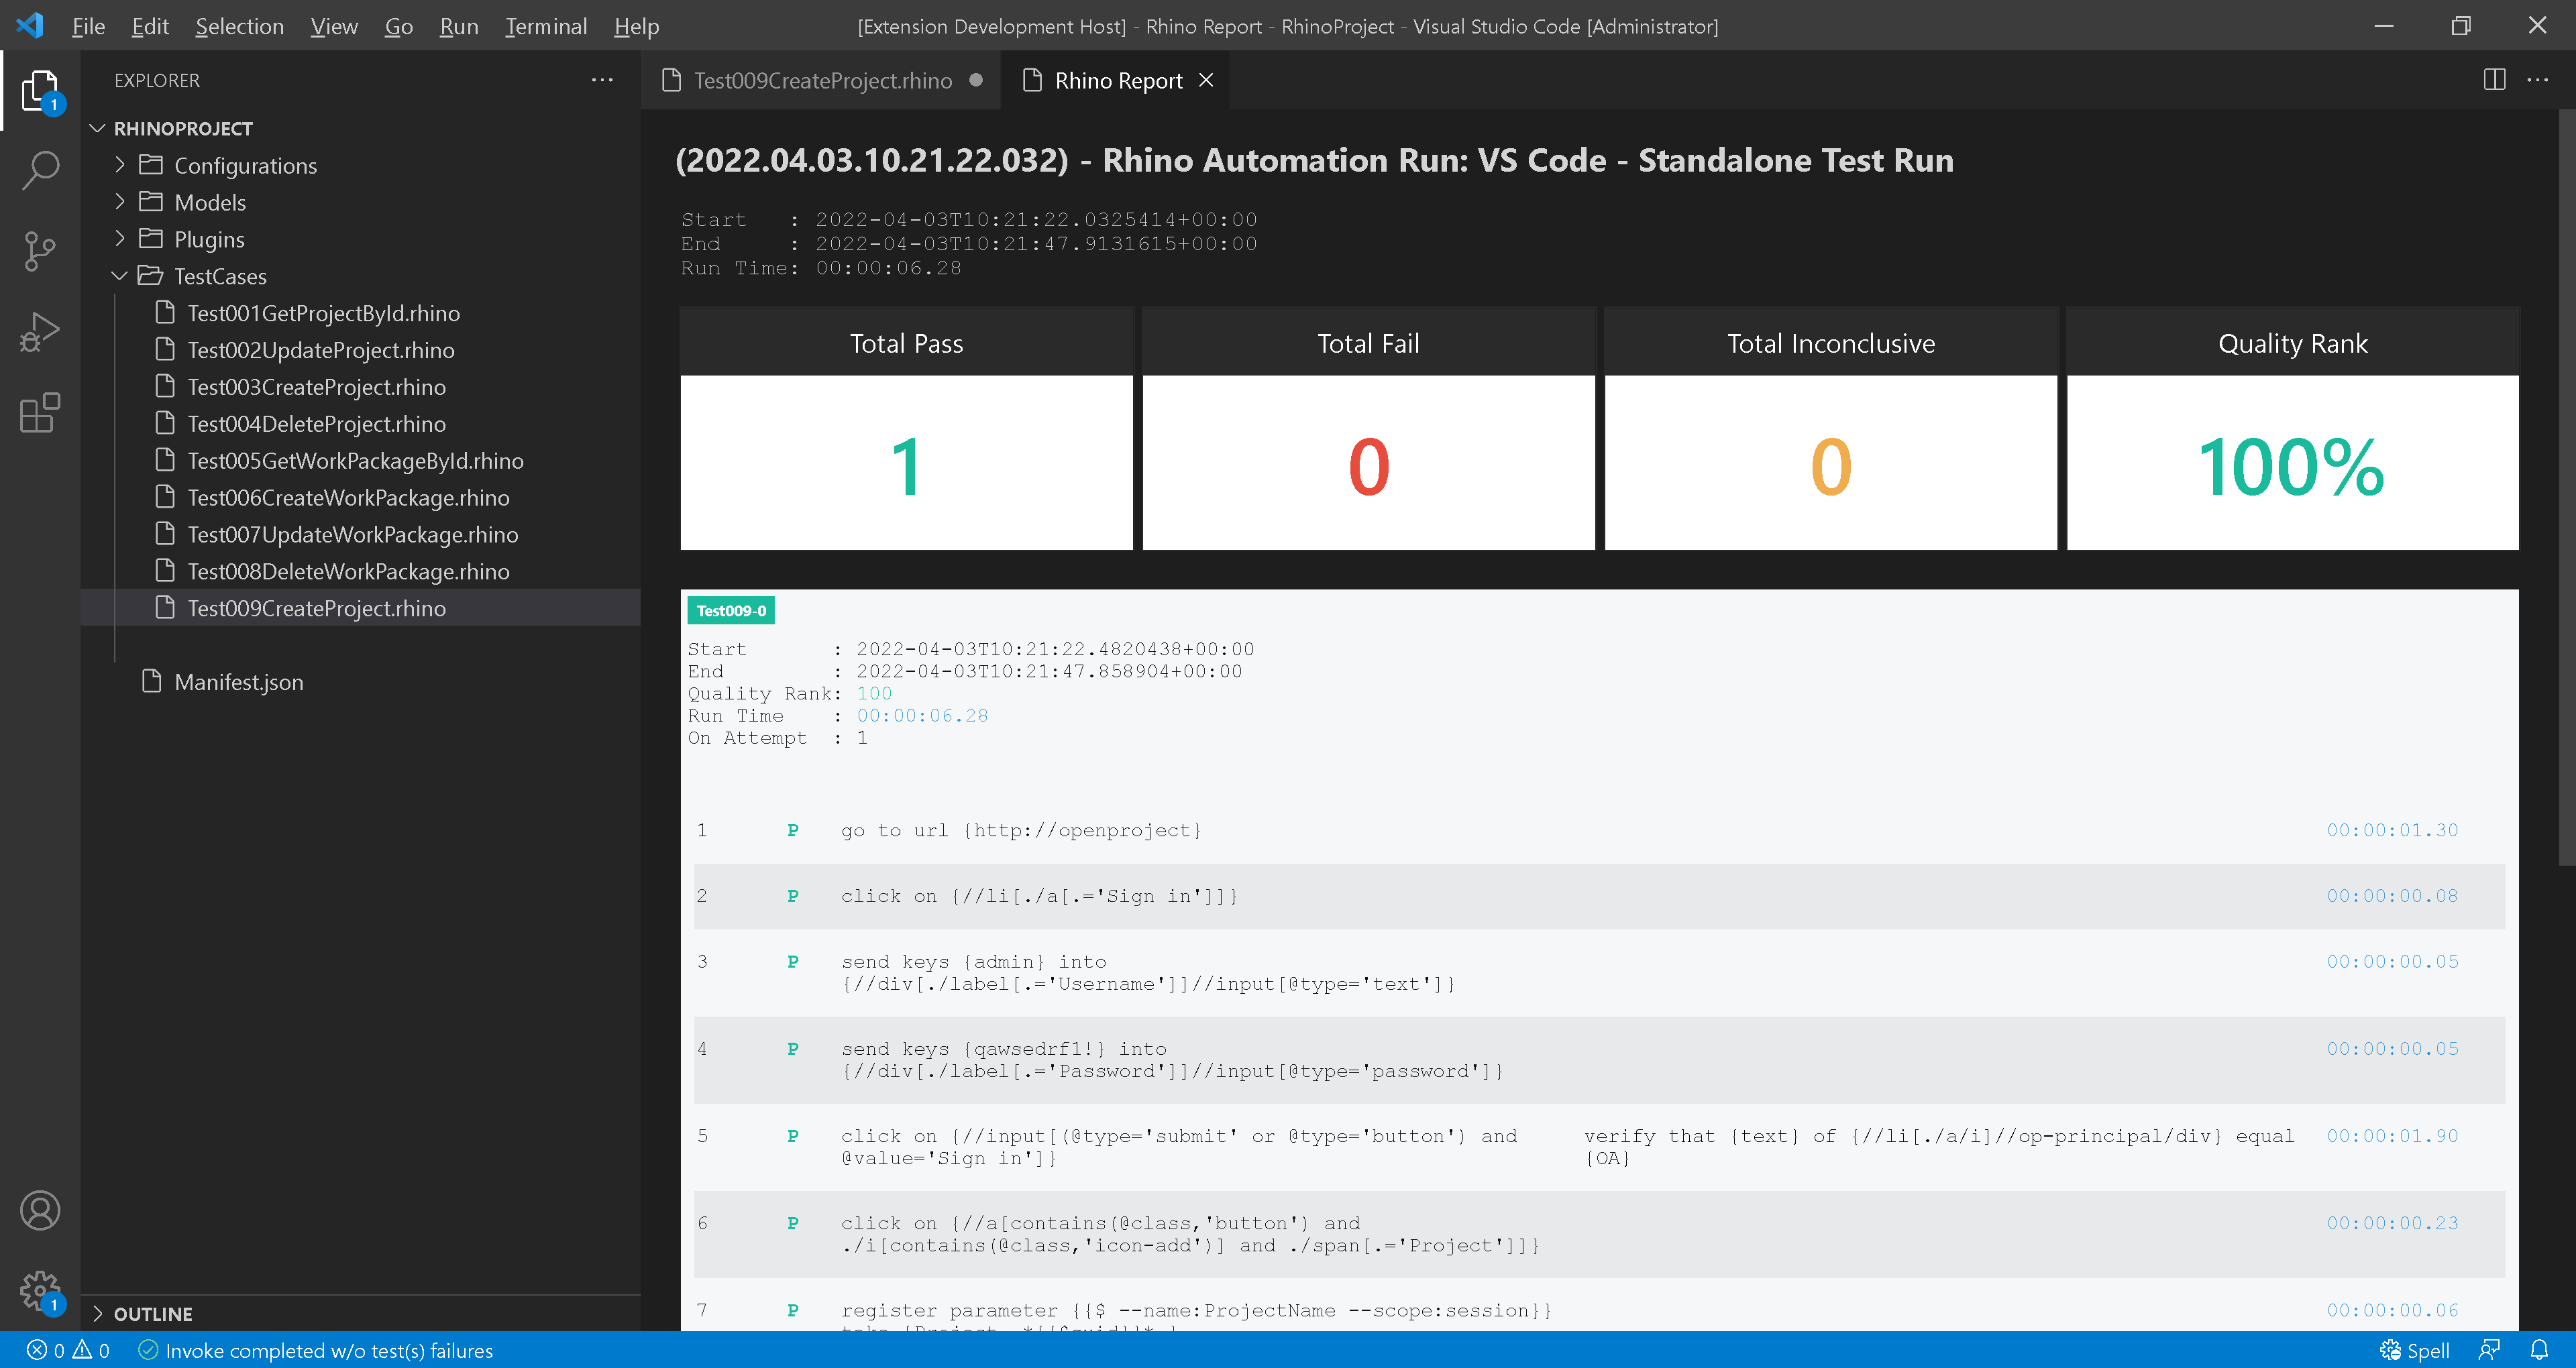 File Edit Selection View Go Run Terminal Help
[Extension Development Host] - Rhino Report - RhinoProject - Visual Studio Code [Administrator]
EXPLORER
1
RHINOPROJECT
Configurations
Models
Plugins
TestCases
Test001GetProjectById.rhino
Test002UpdateProject.rhino
Test003CreateProject.rhino
Test004DeleteProject.rhino
Test005GetWorkPackageById.rhino
Test006CreateWorkPackage.rhino
Test007UpdateWorkPackage.rhino
Test008DeleteWorkPackage.rhino
Test009CreateProject.rhino
Manifest.json
OUTLINE
1
Test009CreateProject.rhino
Rhino Report
(2022.04.03.10.21.22.032) - Rhino Automation Run: VS Code - Standalone Test Run
Start : 2022-04-03T10:21:22.0325414+00:00
End : 2022-04-03T10:21:47.9131615+00:00
Run Time: 00:00:06.28
Total Pass Total Fail Total Inconclusive Quality Rank
1 0 0 100%
Test009-0
Start : 2022-04-03T10:21:22.4820438+00:00
End : 2022-04-03T10:21:47.858904+00:00
Quality Rank: 100
Run Time : 00:00:06.28
On Attempt : 1
1 P go to url {http://openproject} 00:00:01.30
2 P click on {//li[./a[.='Sign in']]} 00:00:00.08
3 P send keys {admin} into 00:00:00.05
{//div[./label[.='Username']]//input[@type='text']}
4 P send keys {qawsedrf1!} into 00:00:00.05
{//div[./label[.='Password']]//input[@type='password']}
5 P click on {//input[(@type='submit' or @type='button') and verify that {text} of {//li[./a/i]//op-principal/div} equal 00:00:01.90
@value='Sign in']} {OA}
6 P click on {//a[contains(@class,'button') and 00:00:00.23
./i[contains(@class,'icon-add')] and ./span[.='Project']]}
7 P register parameter {{$ --name:ProjectName --scope:session}} 00:00:00.06
0 0 Invoke completed w/o test(s) failures Spell